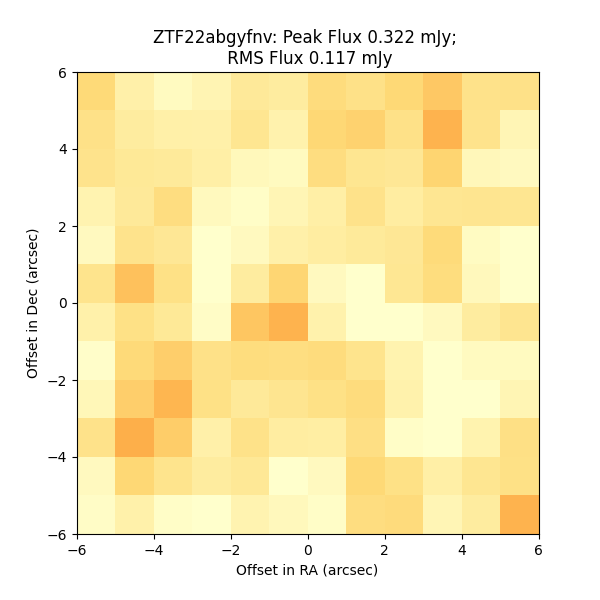 ZTF22abgyfnv: Peak Flux 0.322 mJy;
RMS Flux 0.117 mJy
6
4
2
0
−2
−4
−6
Offset in Dec (arcsec)
−6 −4 −2 0 2 4 6
Offset in RA (arcsec)